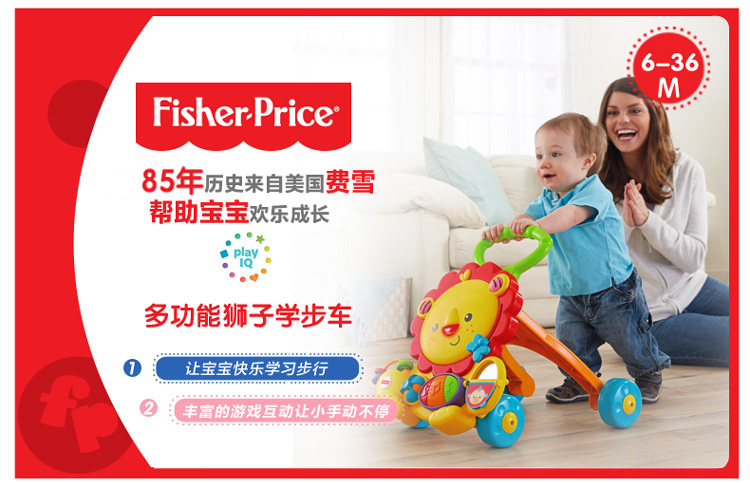 6-36
M
Fisher-Price®
85年历史来自美国费雪
帮助宝宝欢乐成长
play
IQ
多功能狮子学步车
1 让宝宝快乐学习步行
2 丰富的游戏互动让小手动不停
fp